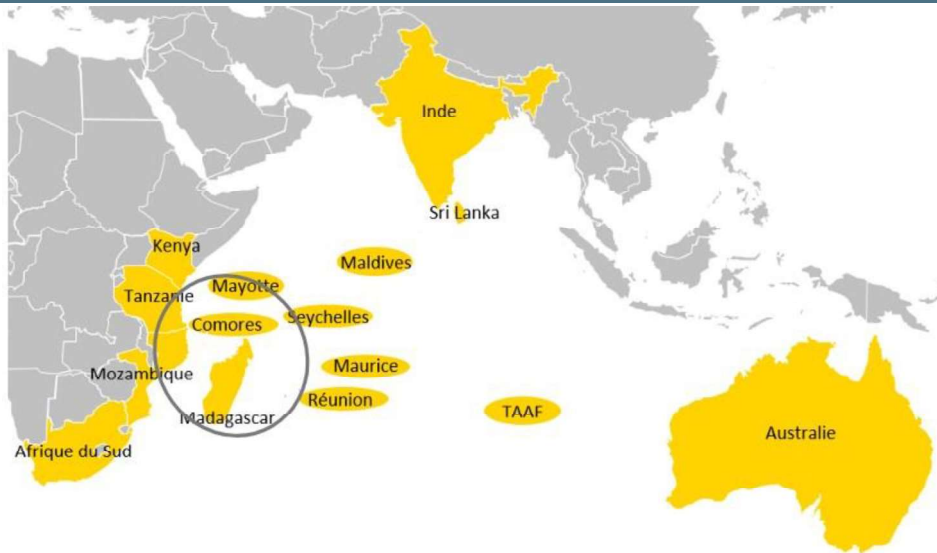 Inde
Sri Lanka
Kenya
Maldives
Mayotte
Tanzanie
Seychelles
Comores
Maurice
Mozambique
Réunion
TAAF
Madagascar
Australie
Afrique du Sud